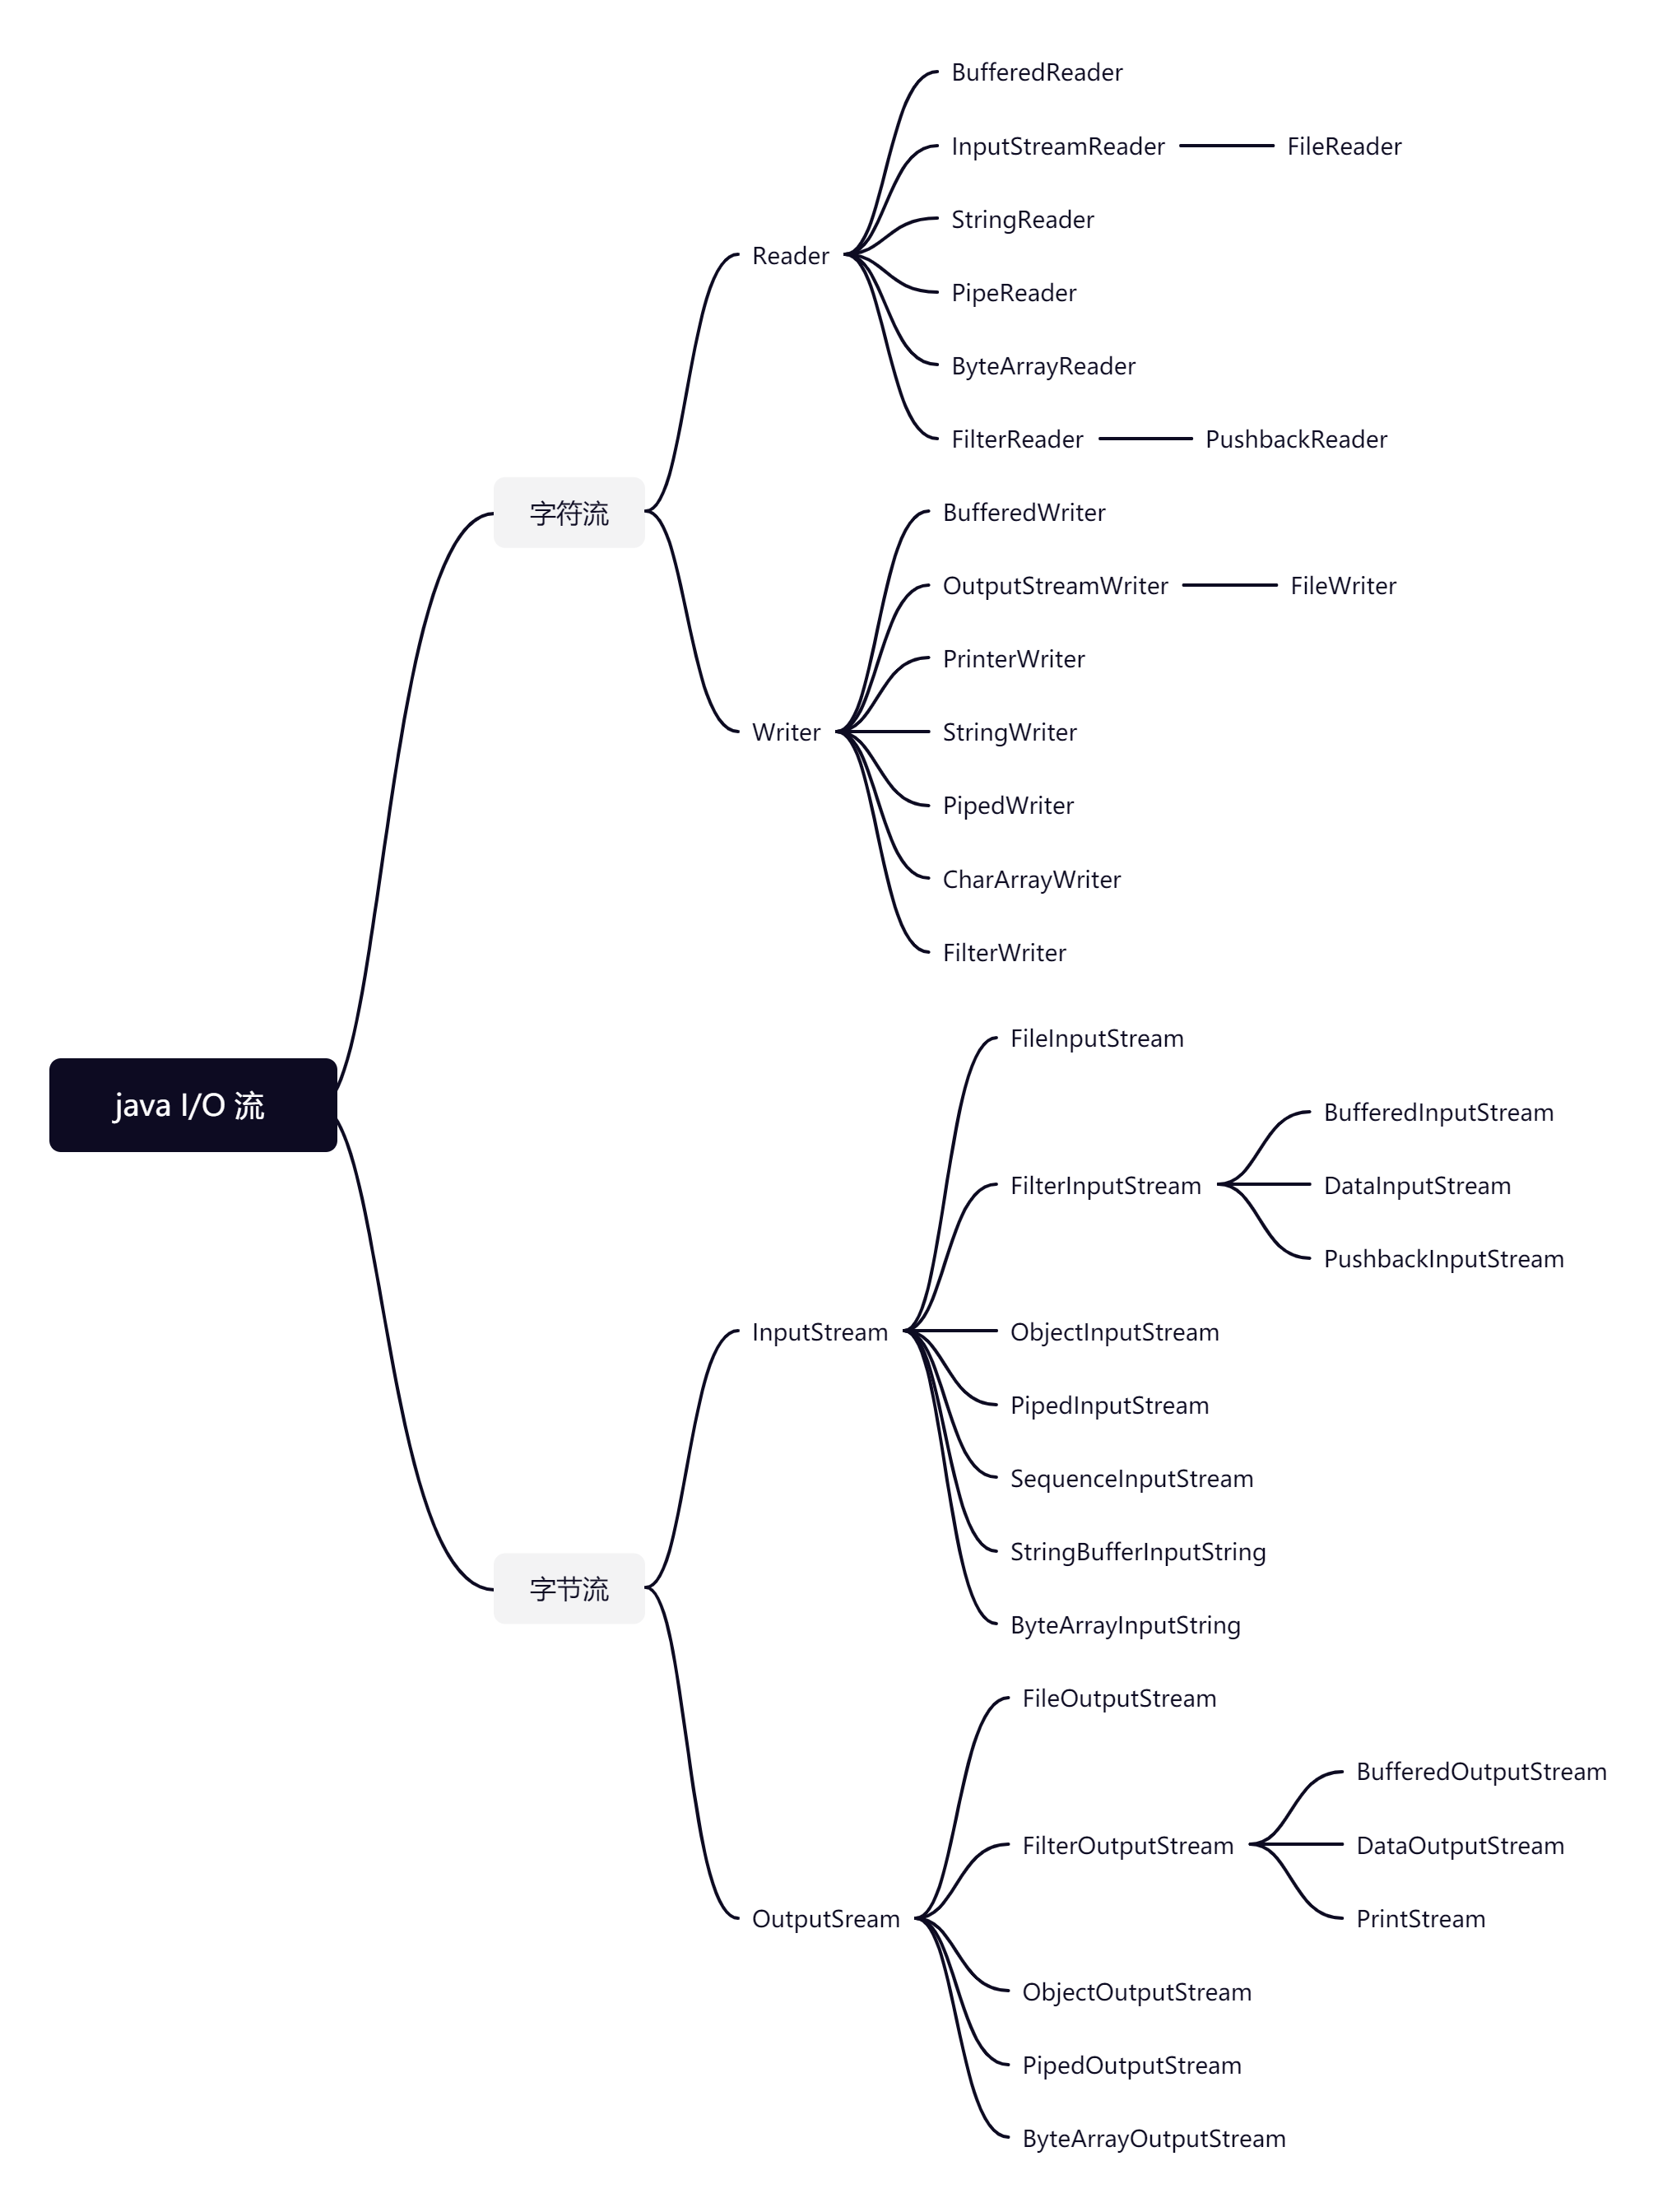 java I/O 流
字符流
Reader
BufferedReader
InputStreamReader
FileReader
StringReader
PipeReader
ByteArrayReader
FilterReader
PushbackReader
Writer
BufferedWriter
OutputStreamWriter
FileWriter
PrinterWriter
StringWriter
PipedWriter
CharArrayWriter
FilterWriter
字节流
InputStream
FileInputStream
FilterInputStream
BufferedInputStream
DataInputStream
PushbackInputStream
ObjectInputStream
PipedInputStream
SequenceInputStream
StringBufferInputString
ByteArrayInputString
OutputSream
FileOutputStream
FilterOutputStream
BufferedOutputStream
DataOutputStream
PrintStream
ObjectOutputStream
PipedOutputStream
ByteArrayOutputStream